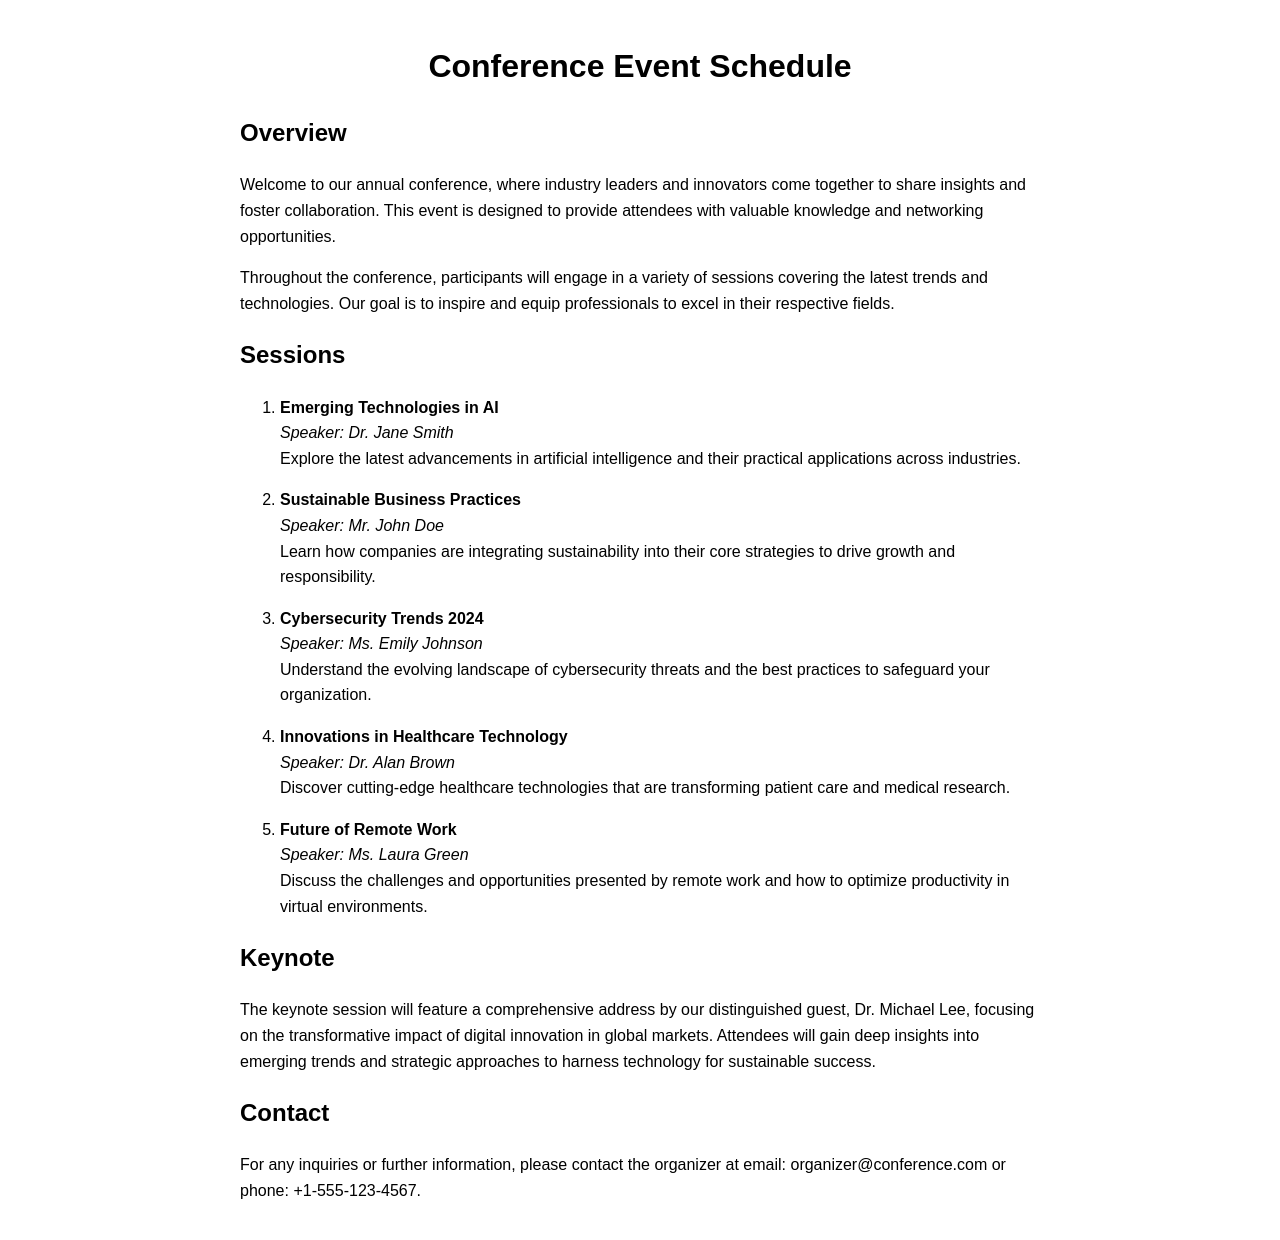 Conference Event Schedule
Overview
Welcome to our annual conference, where industry leaders and innovators come together to share insights and
foster collaboration. This event is designed to provide attendees with valuable knowledge and networking
opportunities.
Throughout the conference, participants will engage in a variety of sessions covering the latest trends and
technologies. Our goal is to inspire and equip professionals to excel in their respective fields.
Sessions
1. Emerging Technologies in AI
Speaker: Dr. Jane Smith
Explore the latest advancements in artificial intelligence and their practical applications across industries.
2. Sustainable Business Practices
Speaker: Mr. John Doe
Learn how companies are integrating sustainability into their core strategies to drive growth and
responsibility.
3. Cybersecurity Trends 2024
Speaker: Ms. Emily Johnson
Understand the evolving landscape of cybersecurity threats and the best practices to safeguard your
organization.
4. Innovations in Healthcare Technology
Speaker: Dr. Alan Brown
Discover cutting-edge healthcare technologies that are transforming patient care and medical research.
5. Future of Remote Work
Speaker: Ms. Laura Green
Discuss the challenges and opportunities presented by remote work and how to optimize productivity in
virtual environments.
Keynote
The keynote session will feature a comprehensive address by our distinguished guest, Dr. Michael Lee, focusing
on the transformative impact of digital innovation in global markets. Attendees will gain deep insights into
emerging trends and strategic approaches to harness technology for sustainable success.
Contact
For any inquiries or further information, please contact the organizer at email: organizer@conference.com or
phone: +1-555-123-4567.